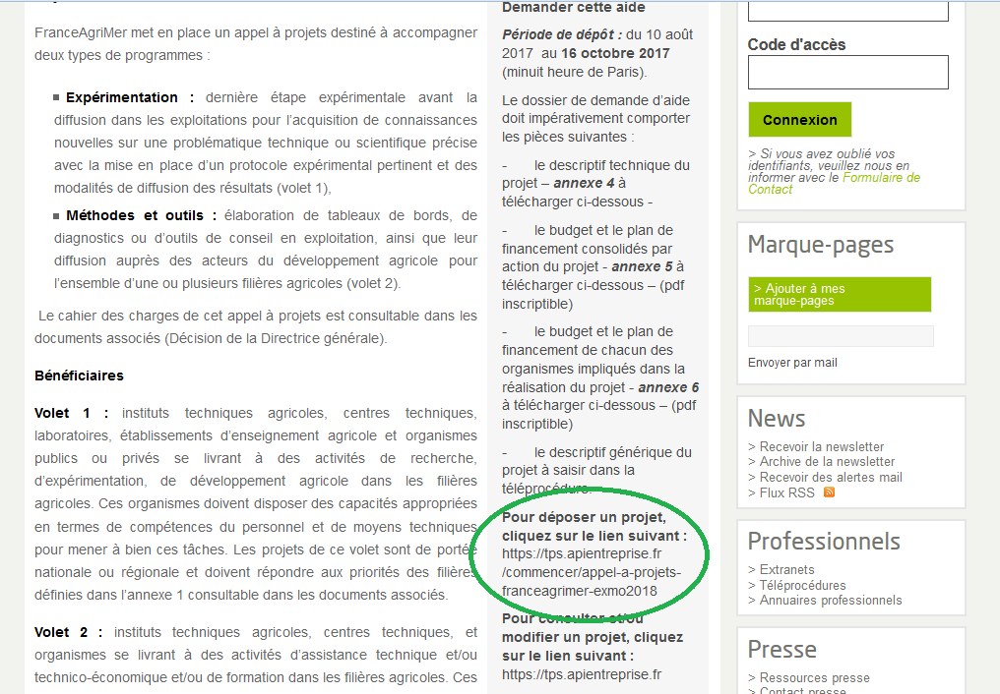 FranceAgriMer met en place un appel à projets destiné à accompagner
deux types de programmes :
Expérimentation : dernière étape expérimentale avant la
diffusion dans les exploitations pour l’acquisition de connaissances
nouvelles sur une problématique technique ou scientifique précise
avec la mise en place d’un protocole expérimental pertinent et des
modalités de diffusion des résultats (volet 1),
Méthodes et outils : élaboration de tableaux de bords, de
diagnostics ou d’outils de conseil en exploitation, ainsi que leur
diffusion auprès des acteurs du développement agricole pour
l’ensemble d’une ou plusieurs filières agricoles (volet 2).
Le cahier des charges de cet appel à projets est consultable dans les
documents associés (Décision de la Directrice générale).
Bénéficiaires
Volet 1 : instituts techniques agricoles, centres techniques,
laboratoires, établissements d’enseignement agricole et organismes
publics ou privés se livrant à des activités de recherche,
d’expérimentation, de développement agricole dans les filières
agricoles. Ces organismes doivent disposer des capacités appropriées
en termes de compétences du personnel et de moyens techniques
pour mener à bien ces tâches. Les projets de ce volet sont de portée
nationale ou régionale et doivent répondre aux priorités des filières
définies dans l’annexe 1 consultable dans les documents associés.
Volet 2 : instituts techniques agricoles, centres techniques, et
organismes se livrant à des activités d’assistance technique et/ou
technico-économique et/ou de formation dans les filières agricoles. Ces
Demander cette aide
Période de dépôt : du 10 août
2017 au 16 octobre 2017
(minuit heure de Paris).
Le dossier de demande d’aide
doit impérativement comporter
les pièces suivantes :
- le descriptif technique du
projet – annexe 4 à
télécharger ci-dessous -
- le budget et le plan de
financement consolidés par
action du projet - annexe 5 à
télécharger ci-dessous – (pdf
inscriptible)
- le budget et le plan de
financement de chacun des
organismes impliqués dans la
réalisation du projet - annexe 6
à télécharger ci-dessous – (pdf
inscriptible)
- le descriptif générique du
projet à saisir dans la
téléprocédure.
Pour déposer un projet,
cliquez sur le lien suivant :
https://tps.apientreprise.fr
/commencer/appel-a-projets-
franceagrimer-exmo2018
Pour consulter et/ou
modifier un projet, cliquez
sur le lien suivant :
https://tps.apientreprise.fr
Code d'accès
Connexion
> Si vous avez oublié vos
identifiants, veuillez nous en
informer avec le Formulaire de
Contact
Marque-pages
> Ajouter à mes
marque-pages
Envoyer par mail
News
> Recevoir la newsletter
> Archive de la newsletter
> Recevoir des alertes mail
> Flux RSS
Professionnels
> Extranets
> Téléprocédures
> Annuaires professionnels
Presse
> Ressources presse
> Contact presse